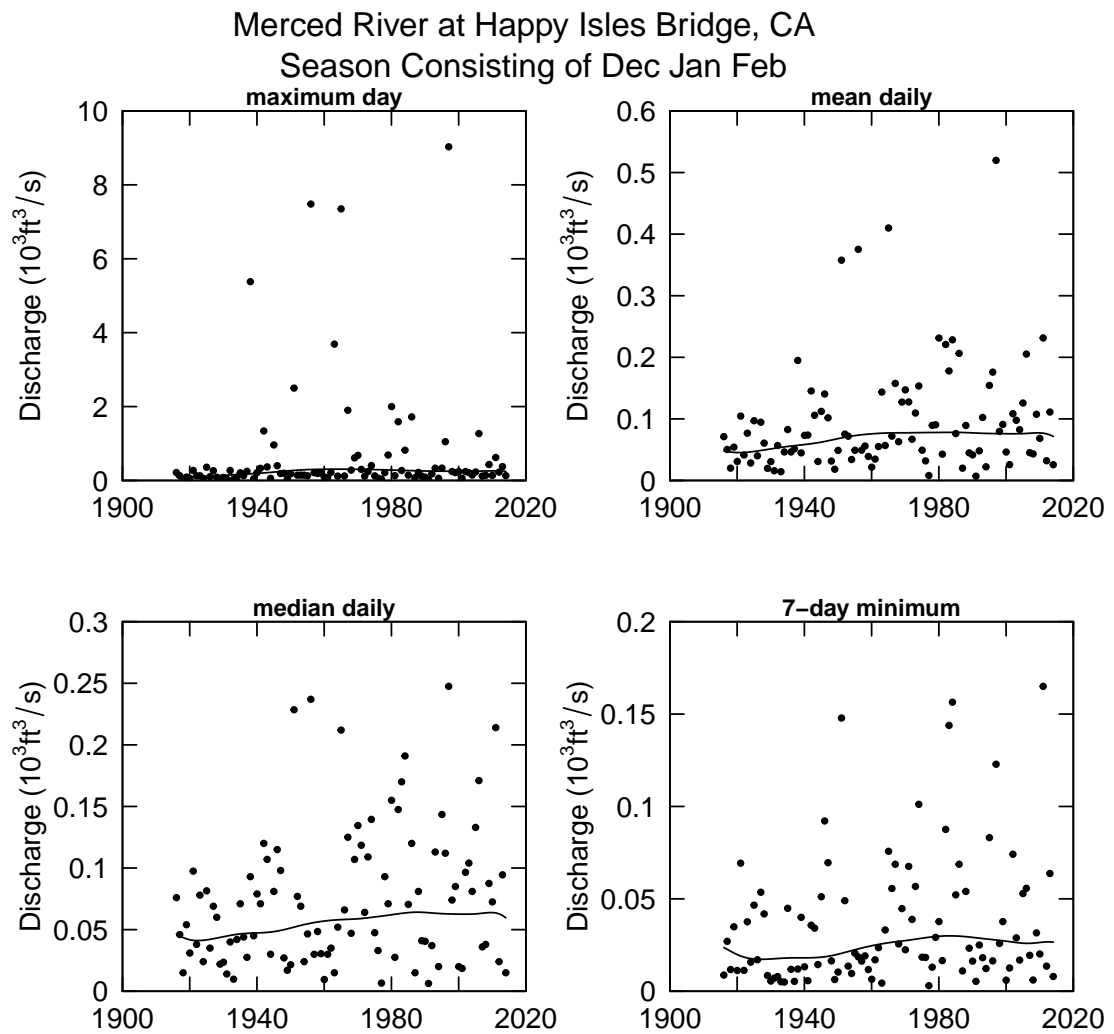 Merced River at Happy Isles Bridge, CA
Season Consisting of Dec Jan Feb
maximum day
Discharge (10³ft³/s)
10
8
6
4
2
0
1900 1940 1980 2020
mean daily
Discharge (10³ft³/s)
0.6
0.5
0.4
0.3
0.2
0.1
0
1900 1940 1980 2020
median daily
Discharge (10³ft³/s)
0.3
0.25
0.2
0.15
0.1
0.05
0
1900 1940 1980 2020
7−day minimum
Discharge (10³ft³/s)
0.2
0.15
0.1
0.05
0
1900 1940 1980 2020